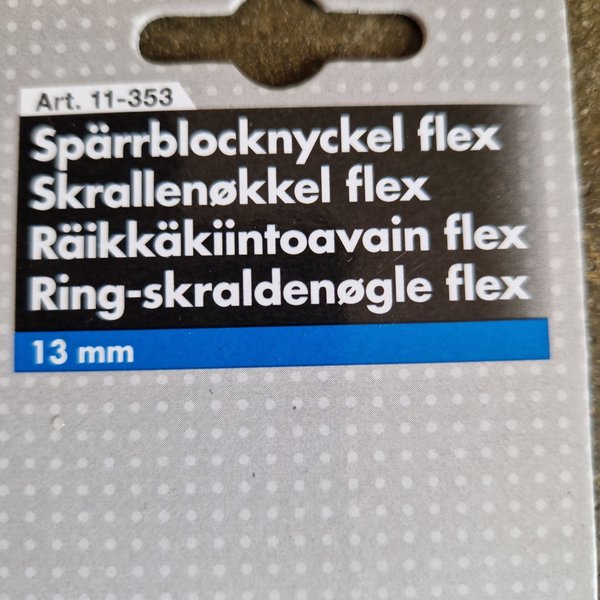 Art. 11-353
Spärrblocknyckel flex
Skrallenøkkel flex
Räikkäkiintoavain flex
Ring-skraldenøgle flex
13 mm